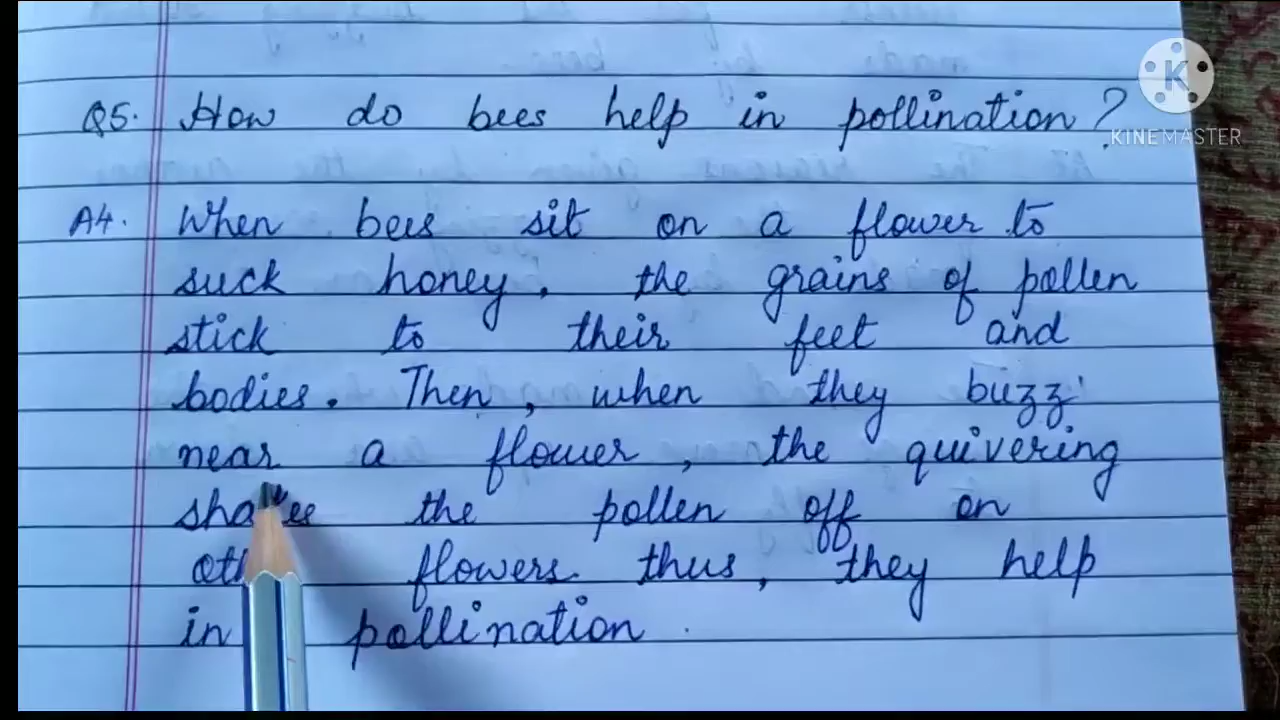 Q5. How do bees help in pollination?
A4. When bees sit on a flower to
suck honey, the grains of pollen
stick to their feet and
bodies. Then, when they buzz
near a flower, the quivering
the pollen off on
flowers thus, they help
in pollination.
K
KINEMASTER